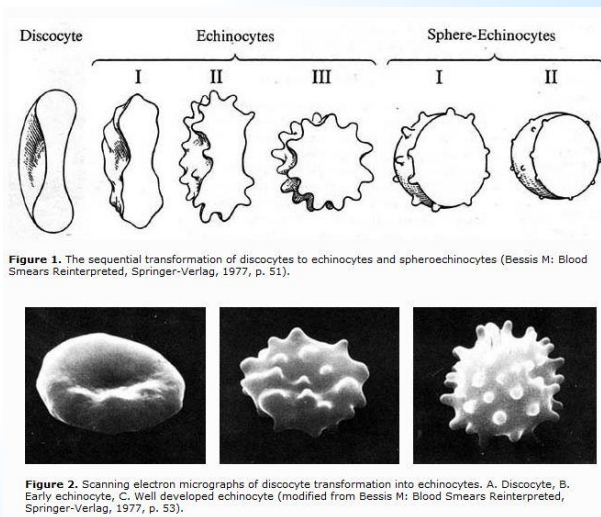 Discocyte Echinocytes Sphere-Echinocytes
I II III I II
Figure 1. The sequential transformation of discocytes to echinocytes and spheroechinocytes (Bessis M: Blood
Smears Reinterpreted, Springer-Verlag, 1977, p. 51).
Figure 2. Scanning electron micrographs of discocyte transformation into echinocytes. A. Discocyte, B.
Early echinocyte, C. Well developed echinocyte (modified from Bessis M: Blood Smears Reinterpreted,
Springer-Verlag, 1977, p. 53).